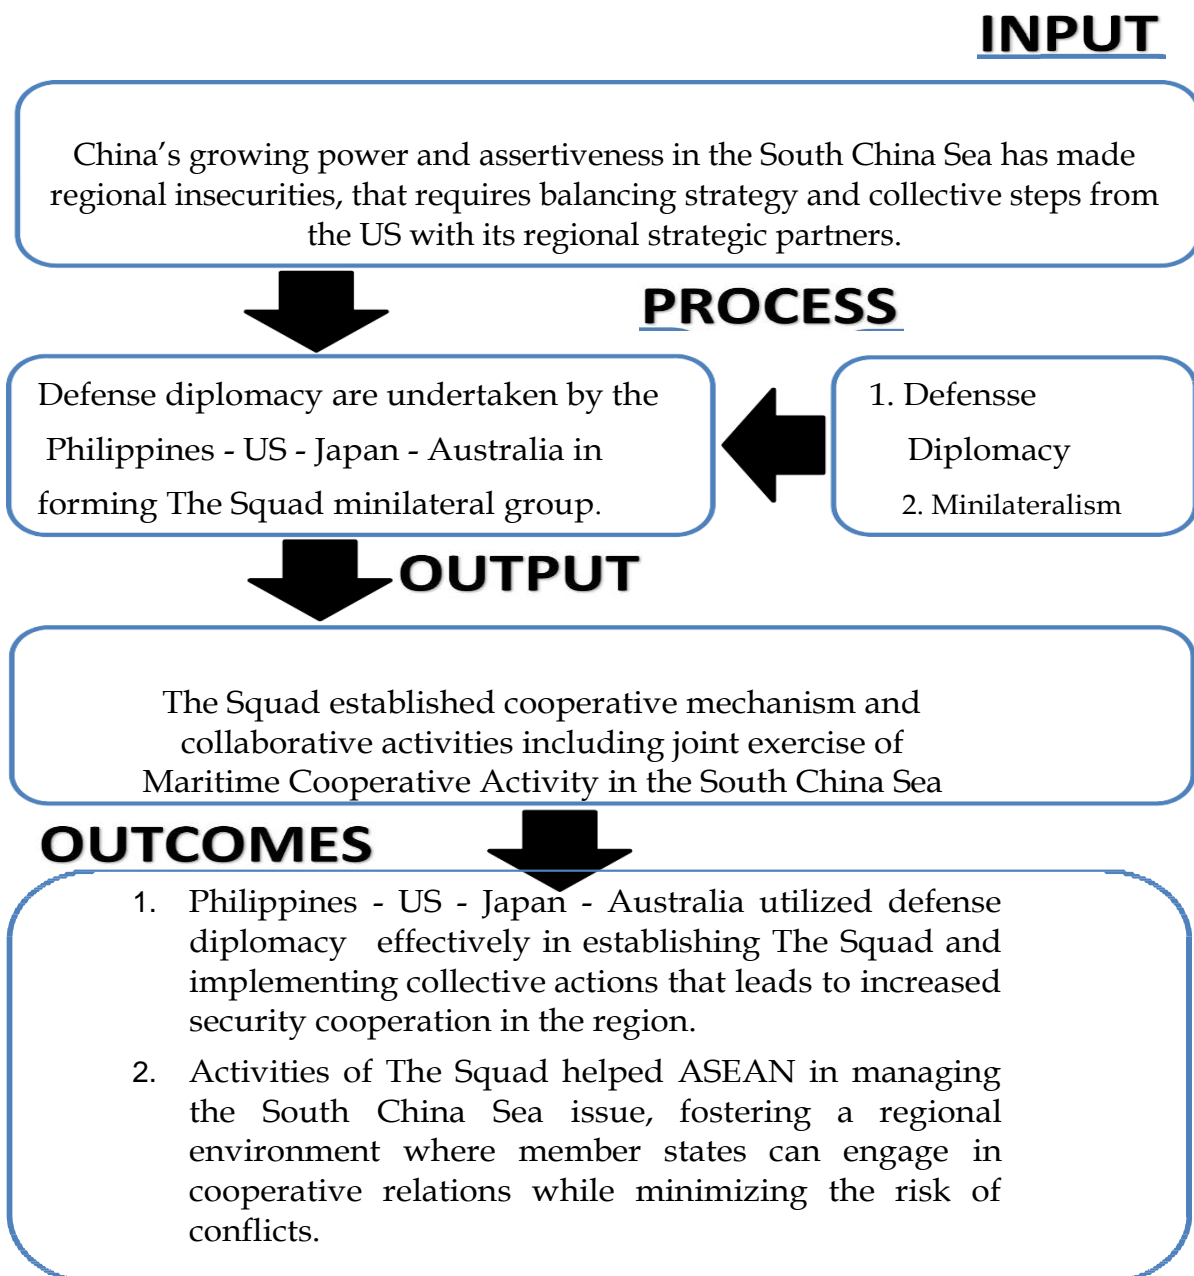 INPUT
China’s growing power and assertiveness in the South China Sea has made
regional insecurities, that requires balancing strategy and collective steps from
the US with its regional strategic partners.
PROCESS
Defense diplomacy are undertaken by the
Philippines - US - Japan - Australia in
forming The Squad minilateral group.
1. Defensse
Diplomacy
2. Minilateralism
OUTPUT
The Squad established cooperative mechanism and
collaborative activities including joint exercise of
Maritime Cooperative Activity in the South China Sea
OUTCOMES
1. Philippines - US - Japan - Australia utilized defense
diplomacy effectively in establishing The Squad and
implementing collective actions that leads to increased
security cooperation in the region.
2. Activities of The Squad helped ASEAN in managing
the South China Sea issue, fostering a regional
environment where member states can engage in
cooperative relations while minimizing the risk of
conflicts.